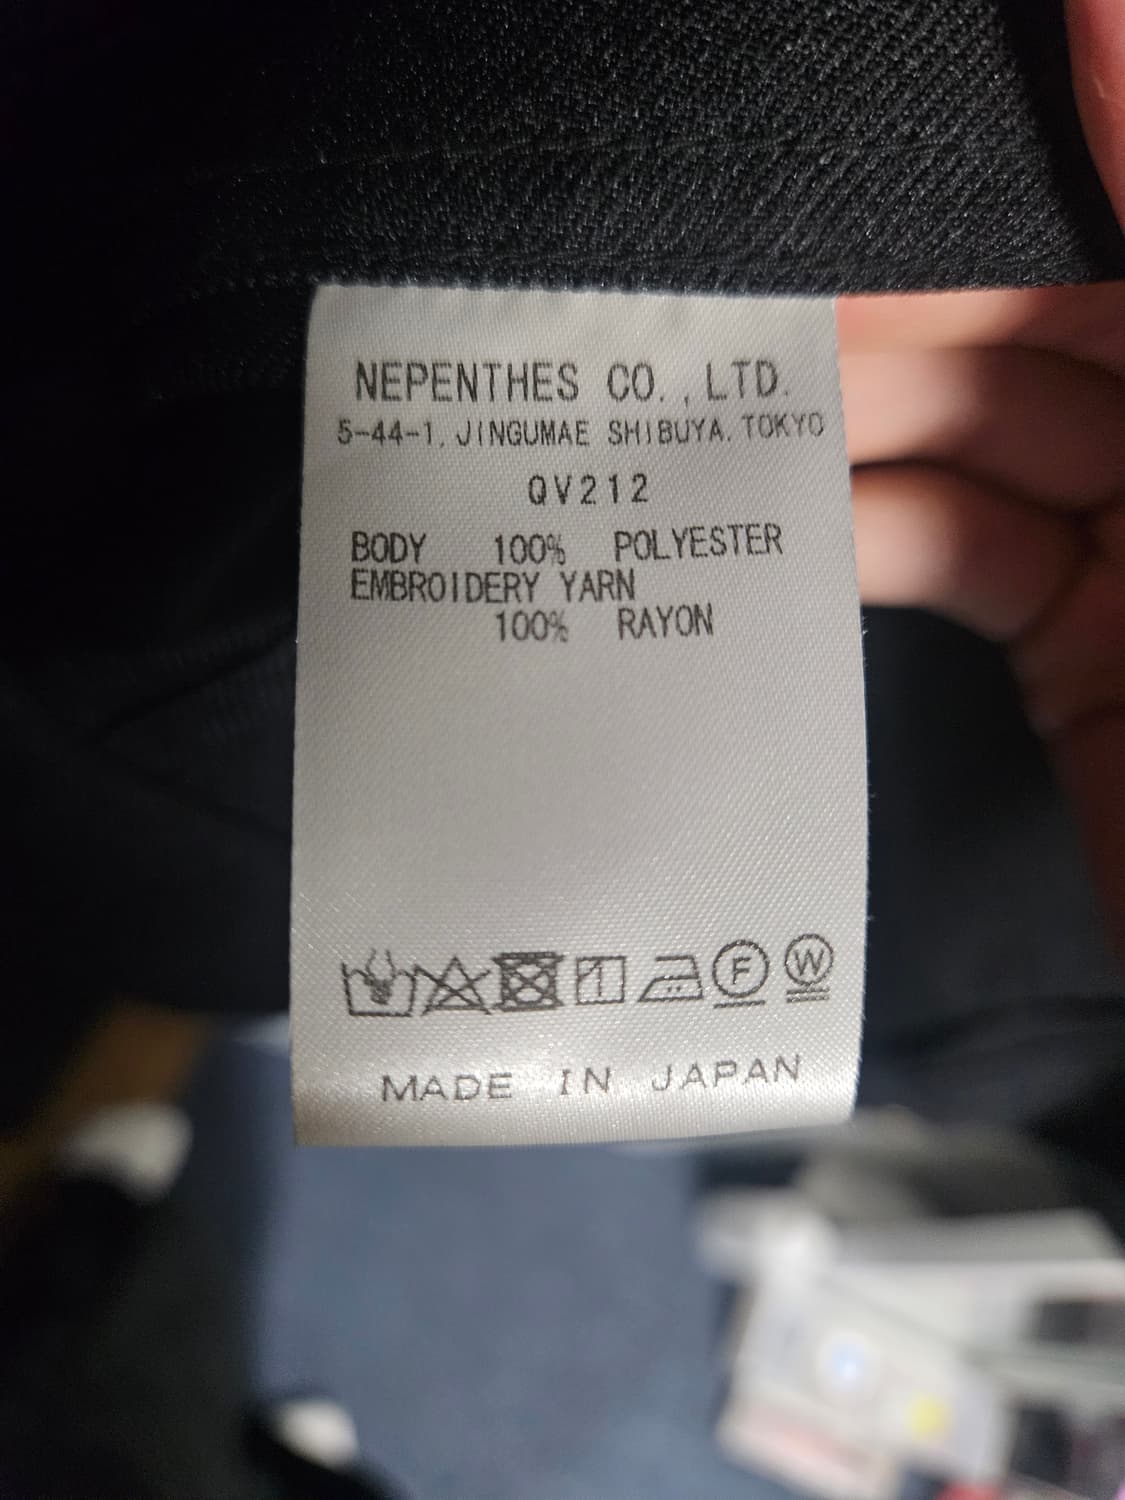 NEPENTHES CO., LTD.
5-44-1, JINGUMAE SHIBUYA, TOKYO
QV212
BODY 100% POLYESTER
EMBROIDERY YARN
100% RAYON
F W
MADE IN JAPAN